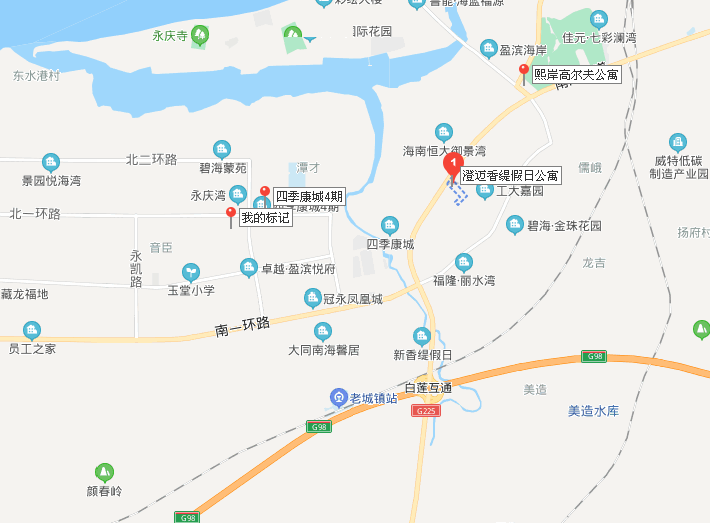 永庆寺
国际花园
佳元·七彩澜湾
盈滨海岸
东水港村
熙岸高尔夫公寓
海南恒大御景湾
北二环路
碧海蒙苑
潭才
儒峨
威特低碳
制造产业园
景园悦海湾
1
澄迈香缇假日公寓
永庆湾
四季康城4期
工大嘉园
北一环路
我的标记
碧海·金珠花园
扬府村
音臣
四季康城
永凯路
卓越·盈滨悦府
龙吉
玉堂小学
福隆·丽水湾
藏龙福地
冠永凤凰城
南一环路
员工之家
大同南海馨居
新香缇假日
G98
白莲互通
美造
老城镇站
G225
美造水库
G98
颜春岭
G98